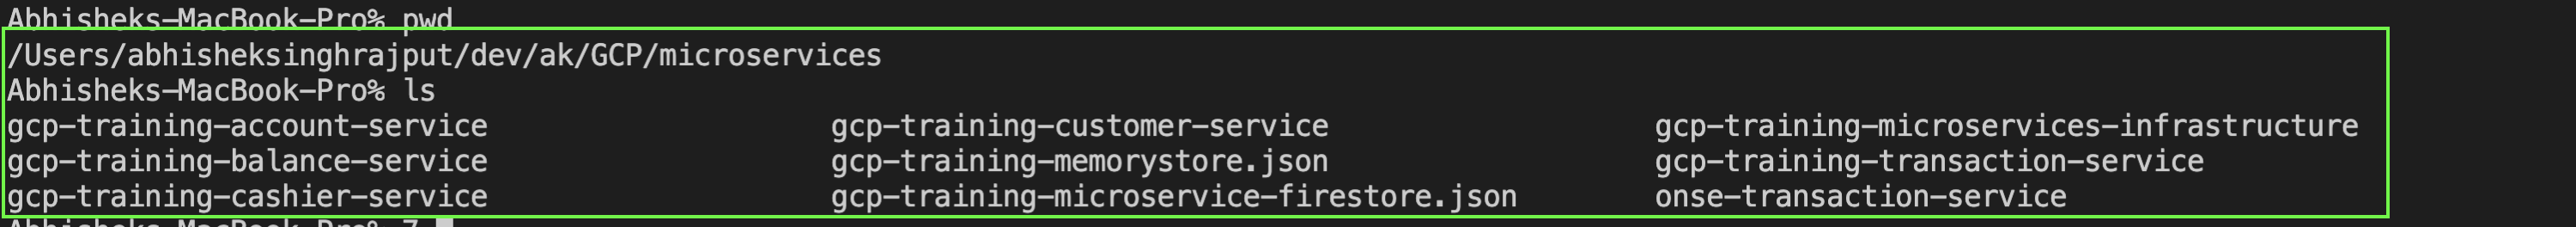 Abhisheks-MacBook-Pro% pwd
/Users/abhisheksinghrajput/dev/ak/GCP/microservices
Abhisheks-MacBook-Pro% ls
gcp-training-account-service gcp-training-customer-service gcp-training-microservices-infrastructure
gcp-training-balance-service gcp-training-memorystore.json gcp-training-transaction-service
gcp-training-cashier-service gcp-training-microservice-firestore.json onse-transaction-service
Abhisheks-MacBook-Pro%